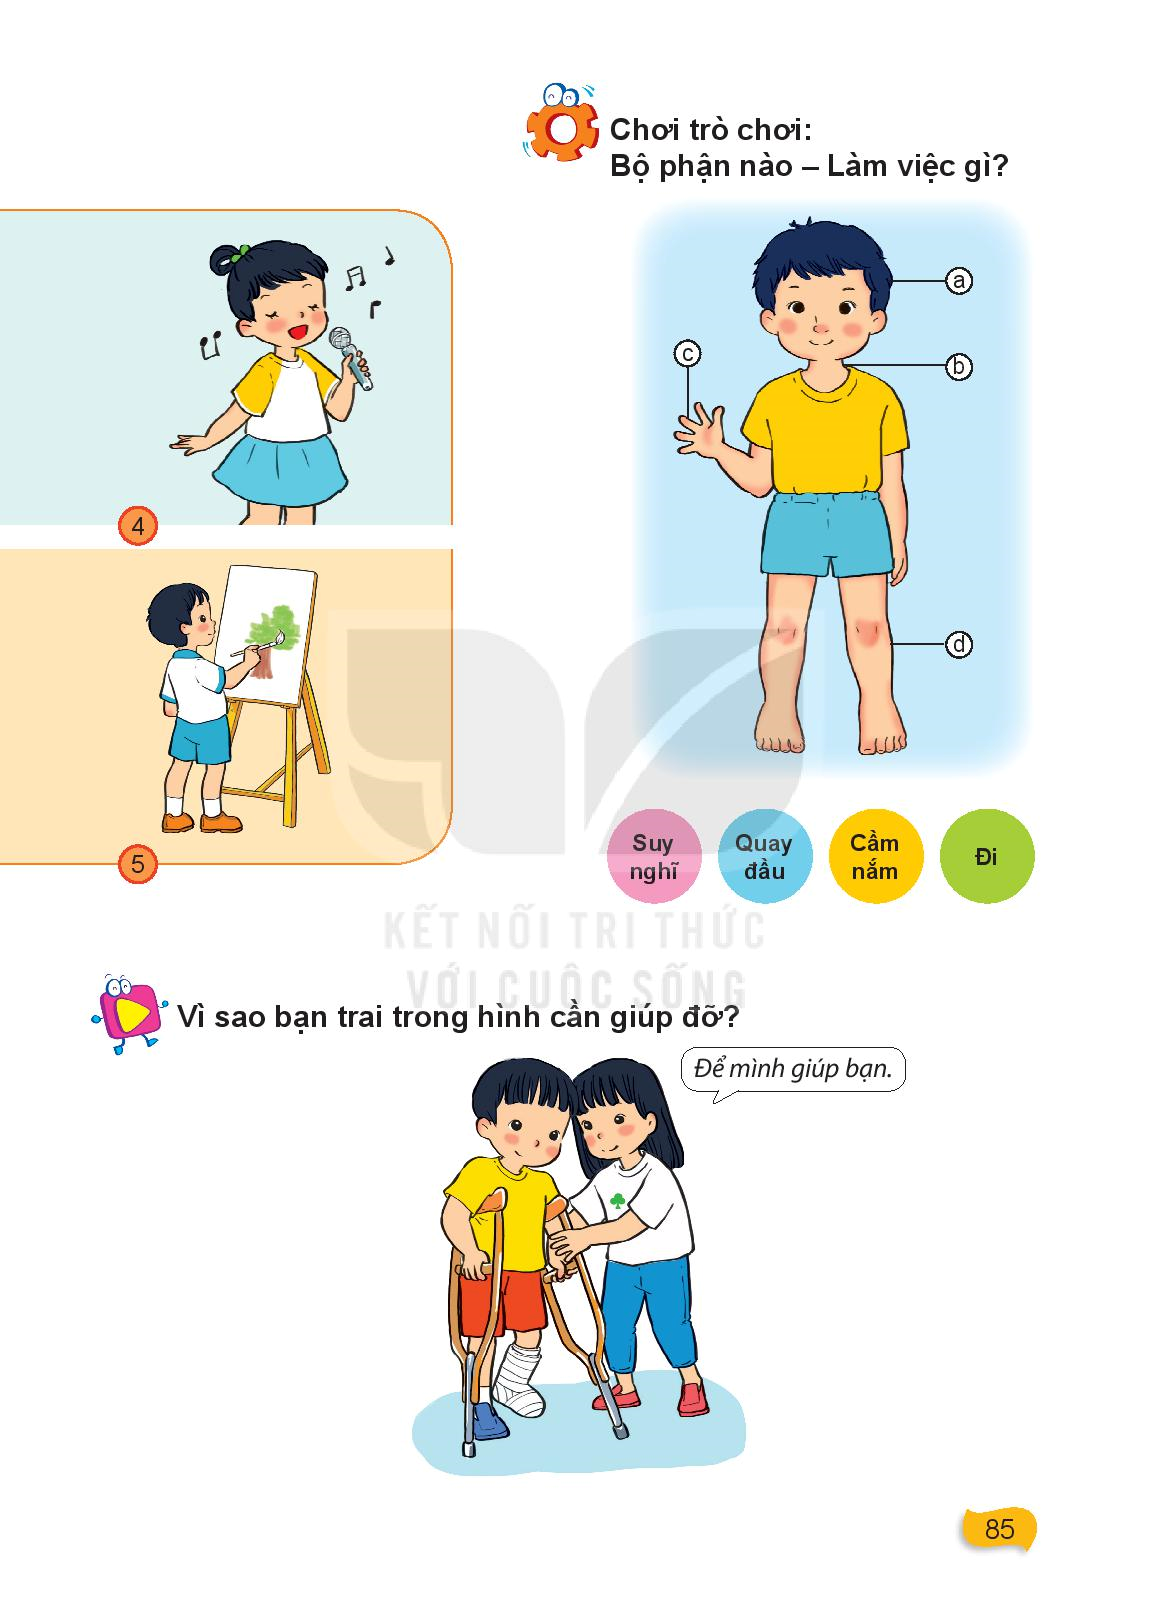 Chơi trò chơi:
Bộ phận nào – Làm việc gì?
a
b
c
d
4
5
Suy nghĩ
Quay đầu
Cầm nắm
Đi
KẾT NỐI TRI THỨC
VỚI CUỘC SỐNG
Vì sao bạn trai trong hình cần giúp đỡ?
Để mình giúp bạn.
85